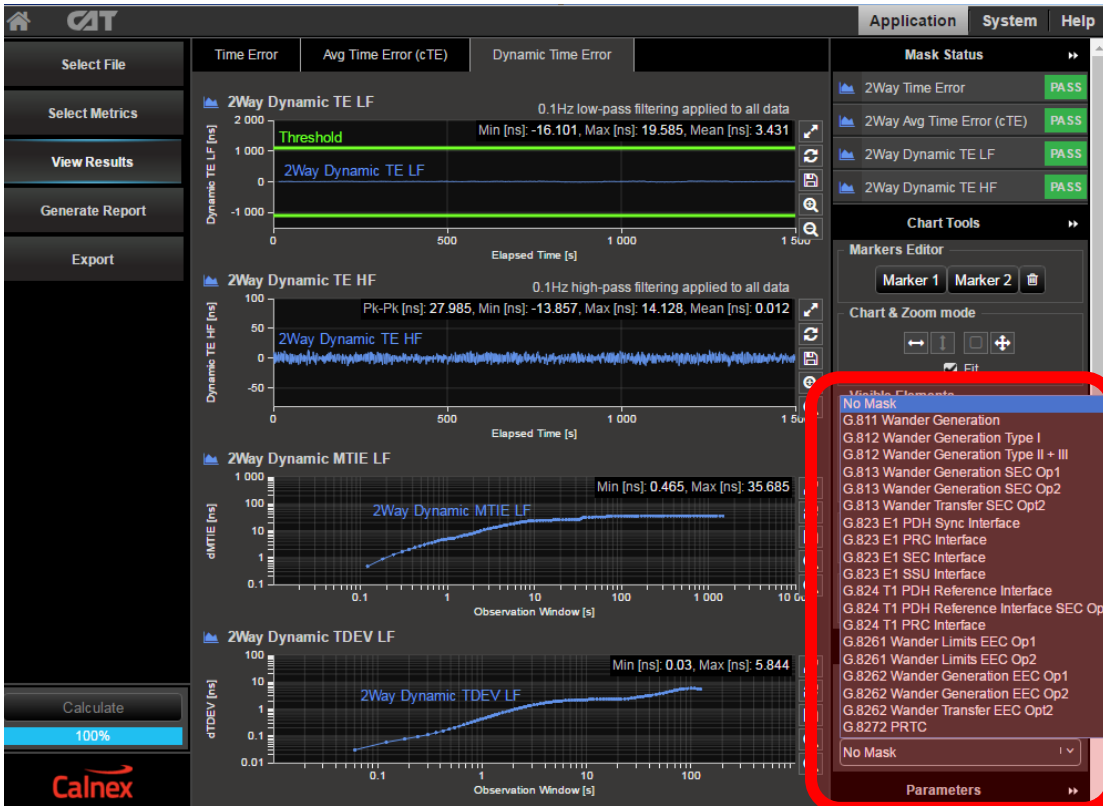 CAT
Application
System
Help
Select File
Select Metrics
View Results
Generate Report
Export
Calculate
100%
Calnex
Time Error
Avg Time Error (cTE)
Dynamic Time Error
2Way Dynamic TE LF
0.1Hz low-pass filtering applied to all data
Min [ns]: -16.101, Max [ns]: 19.585, Mean [ns]: 3.431
Threshold
2Way Dynamic TE LF
Dynamic TE LF [ns]
2 000
1 000
0
-1 000
0
500
1 000
1 500
Elapsed Time [s]
2Way Dynamic TE HF
0.1Hz high-pass filtering applied to all data
Pk-Pk [ns]: 27.985, Min [ns]: -13.857, Max [ns]: 14.128, Mean [ns]: 0.012
2Way Dynamic TE HF
Dynamic TE HF [ns]
100
50
0
-50
0
500
1 000
1 500
Elapsed Time [s]
2Way Dynamic MTIE LF
Min [ns]: 0.465, Max [ns]: 35.685
2Way Dynamic MTIE LF
dMTIE [ns]
1 000
100
10
1
0.1
0.1
1
10
100
1 000
10 0
Observation Window [s]
2Way Dynamic TDEV LF
Min [ns]: 0.03, Max [ns]: 5.844
2Way Dynamic TDEV LF
dTDEV [ns]
100
10
1
0.1
0.01
0.1
1
10
100
Observation Window [s]
Mask Status
2Way Time Error PASS
2Way Avg Time Error (cTE) PASS
2Way Dynamic TE LF PASS
2Way Dynamic TE HF PASS
Chart Tools
Markers Editor
Marker 1
Marker 2
Chart & Zoom mode
Fit
Visible Elements
No Mask
G.811 Wander Generation
G.812 Wander Generation Type I
G.812 Wander Generation Type II + III
G.813 Wander Generation SEC Op1
G.813 Wander Generation SEC Op2
G.813 Wander Transfer SEC Opt2
G.823 E1 PDH Sync Interface
G.823 E1 PRC Interface
G.823 E1 SEC Interface
G.823 E1 SSU Interface
G.824 T1 PDH Reference Interface
G.824 T1 PDH Reference Interface SEC Op
G.824 T1 PRC Interface
G.8261 Wander Limits EEC Op1
G.8261 Wander Limits EEC Op2
G.8262 Wander Generation EEC Op1
G.8262 Wander Generation EEC Op2
G.8262 Wander Transfer EEC Opt2
G.8272 PRTC
No Mask
Parameters